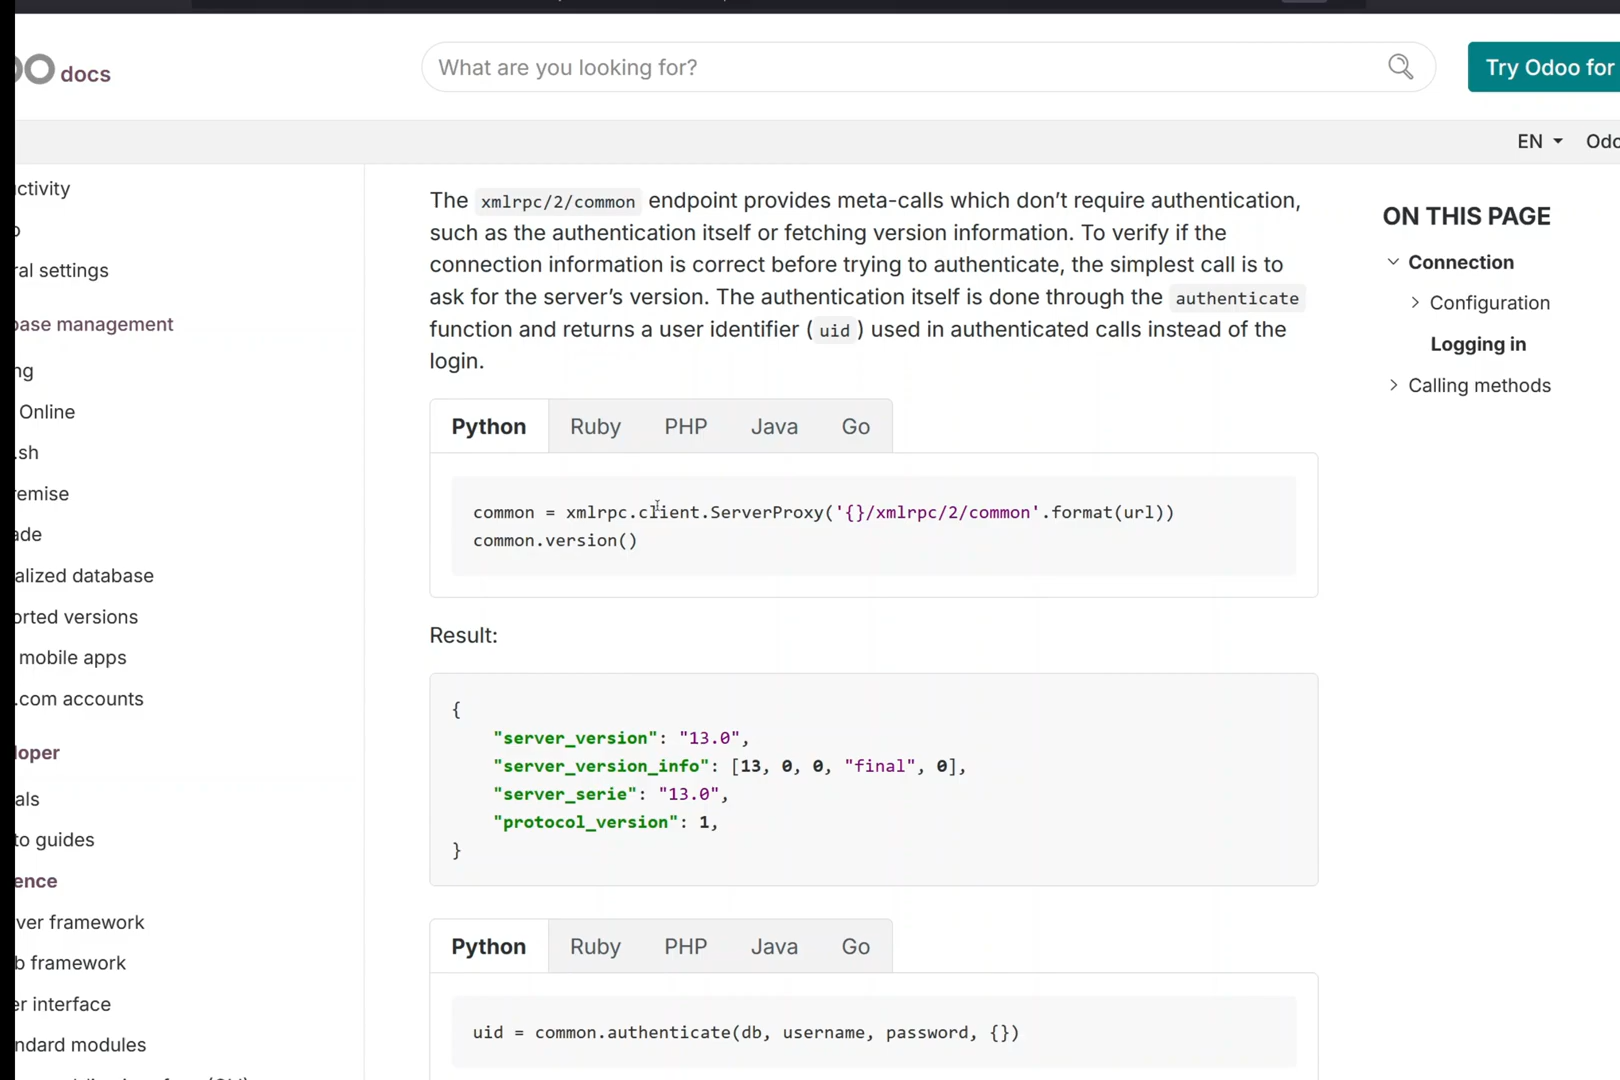 docs
What are you looking for?
Try Odoo for
EN
ctivity
ral settings
base management
Online
.sh
remise
ade
alized database
orted versions
mobile apps
.com accounts
loper
als
to guides
ence
ver framework
b framework
er interface
ndard modules
The xmlrpc/2/common endpoint provides meta-calls which don’t require authentication,
such as the authentication itself or fetching version information. To verify if the
connection information is correct before trying to authenticate, the simplest call is to
ask for the server’s version. The authentication itself is done through the authenticate
function and returns a user identifier (uid) used in authenticated calls instead of the
login.
Python Ruby PHP Java Go
common = xmlrpc.client.ServerProxy('{}/xmlrpc/2/common'.format(url))
common.version()
Result:
{
"server_version": "13.0",
"server_version_info": [13, 0, 0, "final", 0],
"server_serie": "13.0",
"protocol_version": 1,
}
Python Ruby PHP Java Go
uid = common.authenticate(db, username, password, {})
ON THIS PAGE
Connection
Configuration
Logging in
Calling methods